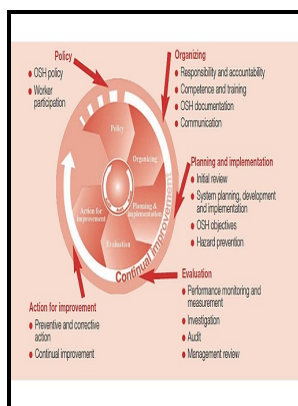 Policy
• OSH policy
• Worker
participation
Organizing
• Responsibility and accountability
• Competence and training
• OSH documentation
• Communication
Planning and implementation
• Initial review
• System planning, development
and implementation
• OSH objectives
• Hazard prevention
Evaluation
• Performance monitoring and
measurement
• Investigation
• Audit
• Management review
Action for improvement
• Preventive and corrective
action
• Continual improvement
Policy
Organizing
Planning &
implementation
Evaluation
Action for
improvement
Continual Improvement